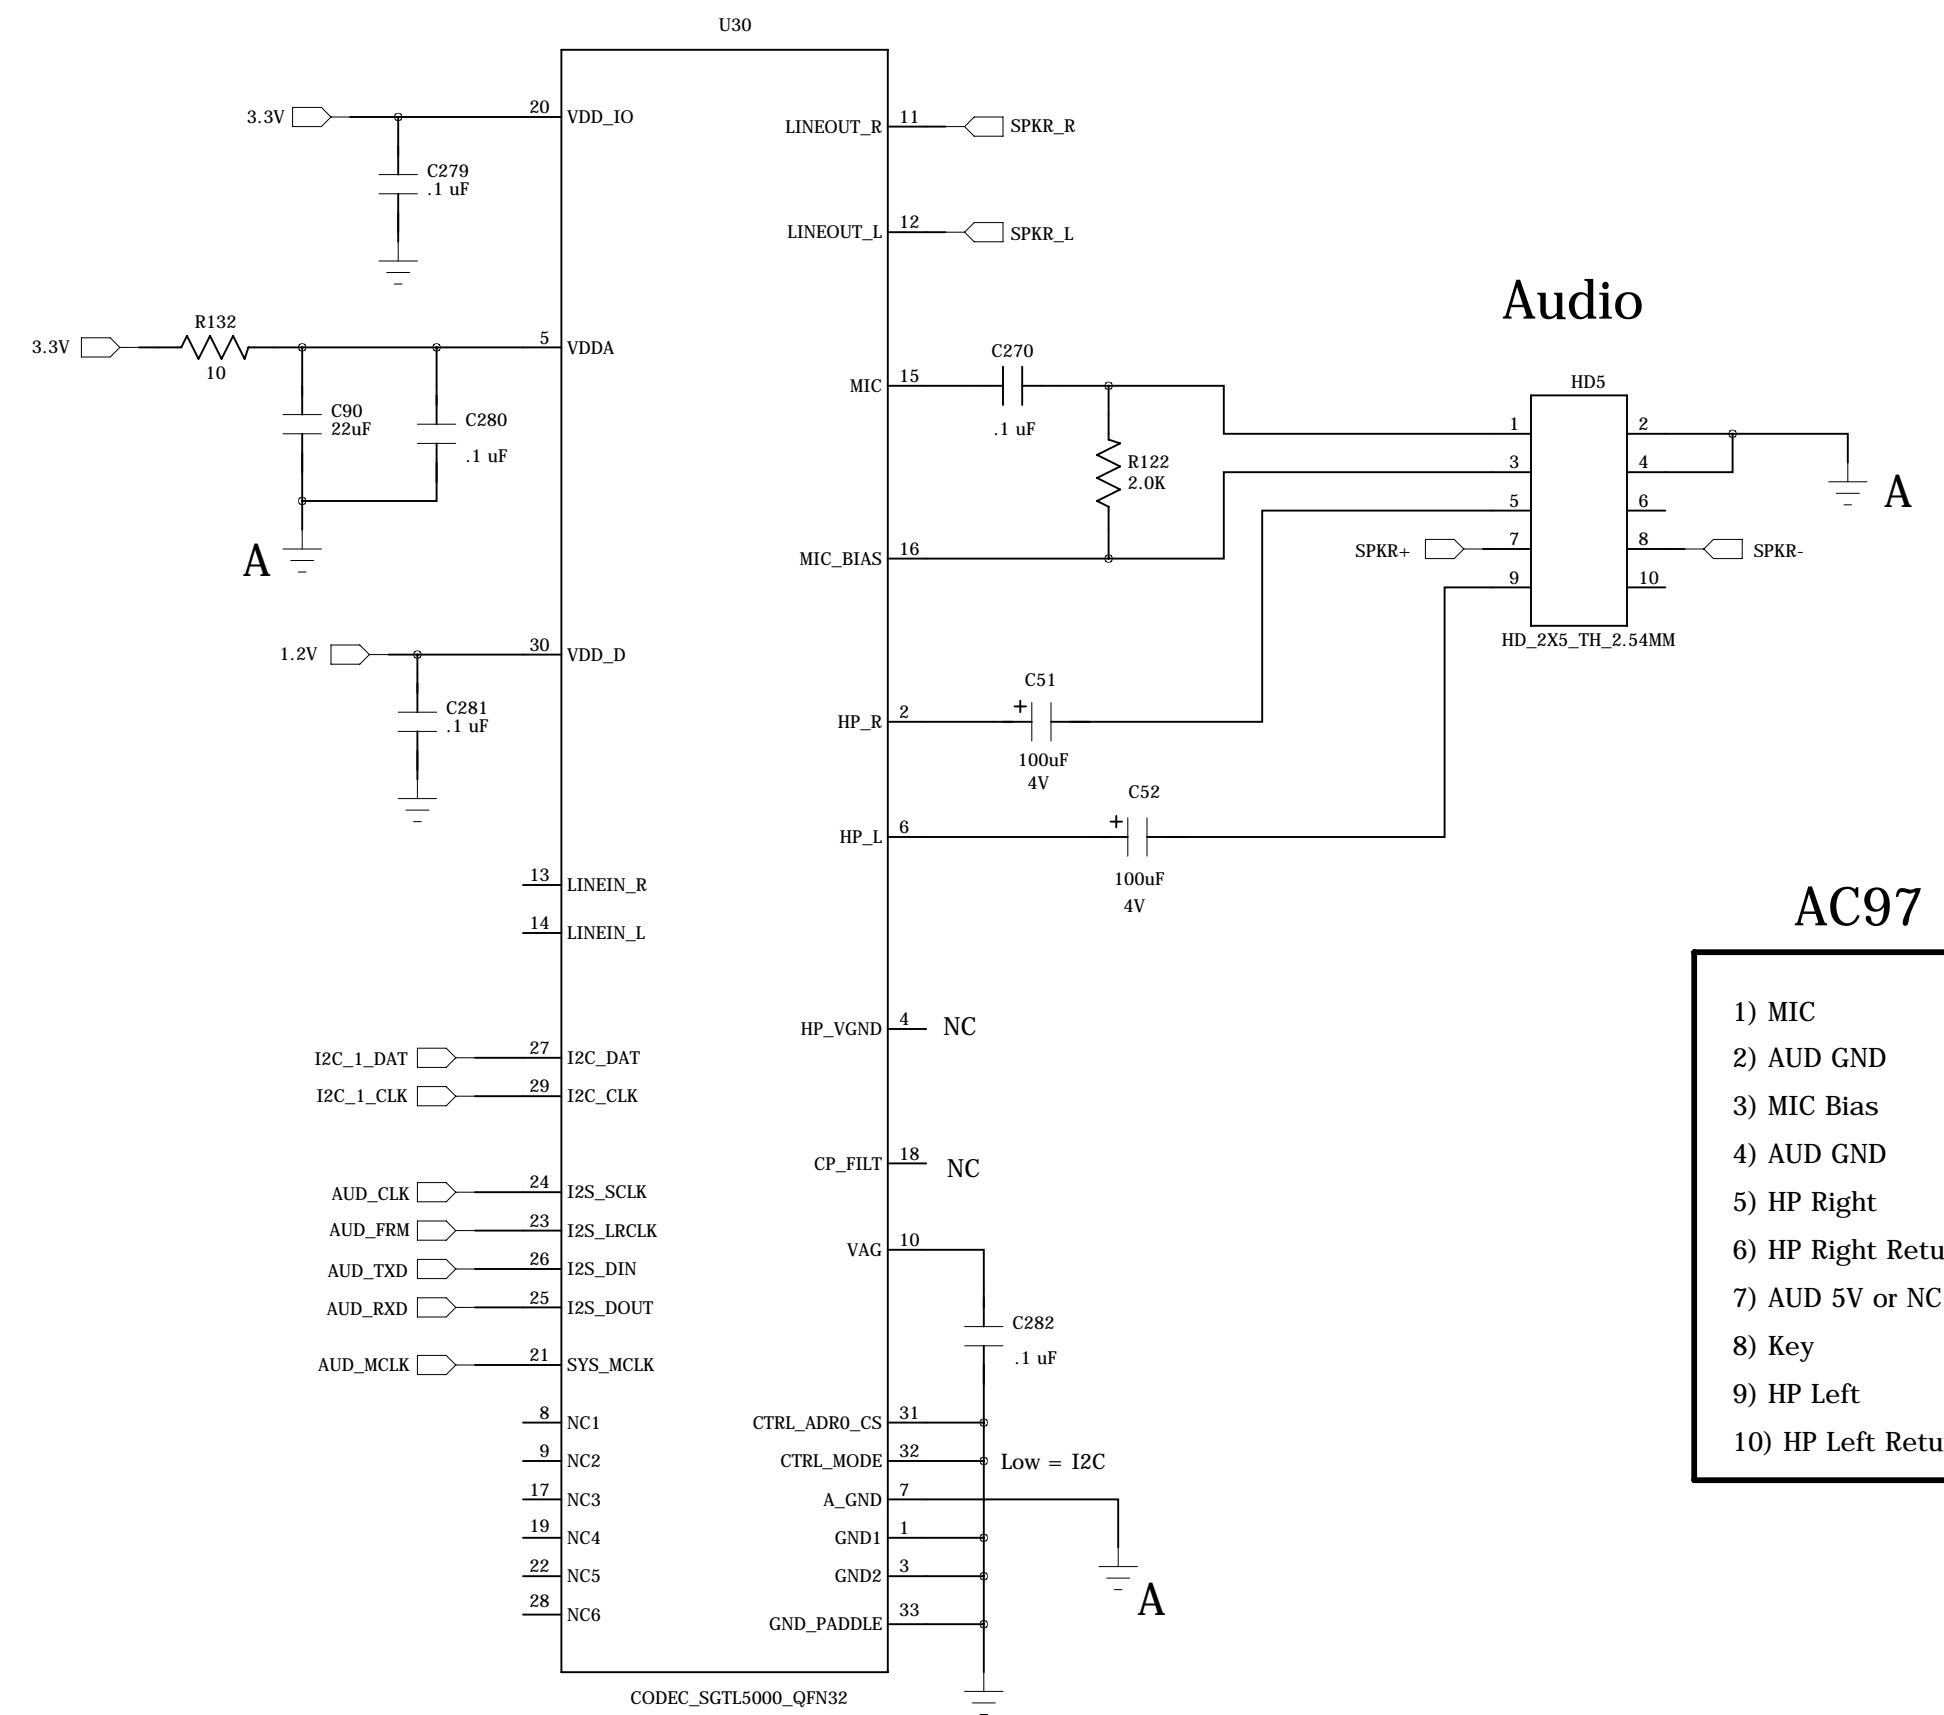 U30
3.3V
20
VDD_IO
C279
.1 uF
LINEOUT_R
11
SPKR_R
LINEOUT_L
12
SPKR_L
Audio
3.3V
R132
10
5
VDDA
C90
22uF
C280
.1 uF
A
MIC
15
C270
.1 uF
R122
2.0K
MIC_BIAS
16
HD5
1
2
3
4
5
6
7
8
9
10
SPKR+
SPKR-
A
HD_2X5_TH_2.54MM
1.2V
30
VDD_D
C281
.1 uF
HP_R
2
C51
+
100uF
4V
HP_L
6
C52
+
100uF
4V
13
LINEIN_R
14
LINEIN_L
HP_VGND
4
NC
I2C_1_DAT
27
I2C_DAT
I2C_1_CLK
29
I2C_CLK
CP_FILT
18
NC
AUD_CLK
24
I2S_SCLK
AUD_FRM
23
I2S_LRCLK
AUD_TXD
26
I2S_DIN
AUD_RXD
25
I2S_DOUT
AUD_MCLK
21
SYS_MCLK
VAG
10
C282
.1 uF
8
NC1
9
NC2
17
NC3
19
NC4
22
NC5
28
NC6
CTRL_ADR0_CS
31
CTRL_MODE
32
Low = I2C
A_GND
7
GND1
1
GND2
3
GND_PADDLE
33
A
CODEC_SGTL5000_QFN32
AC97
1) MIC
2) AUD GND
3) MIC Bias
4) AUD GND
5) HP Right
6) HP Right Retu
7) AUD 5V or NC
8) Key
9) HP Left
10) HP Left Retu